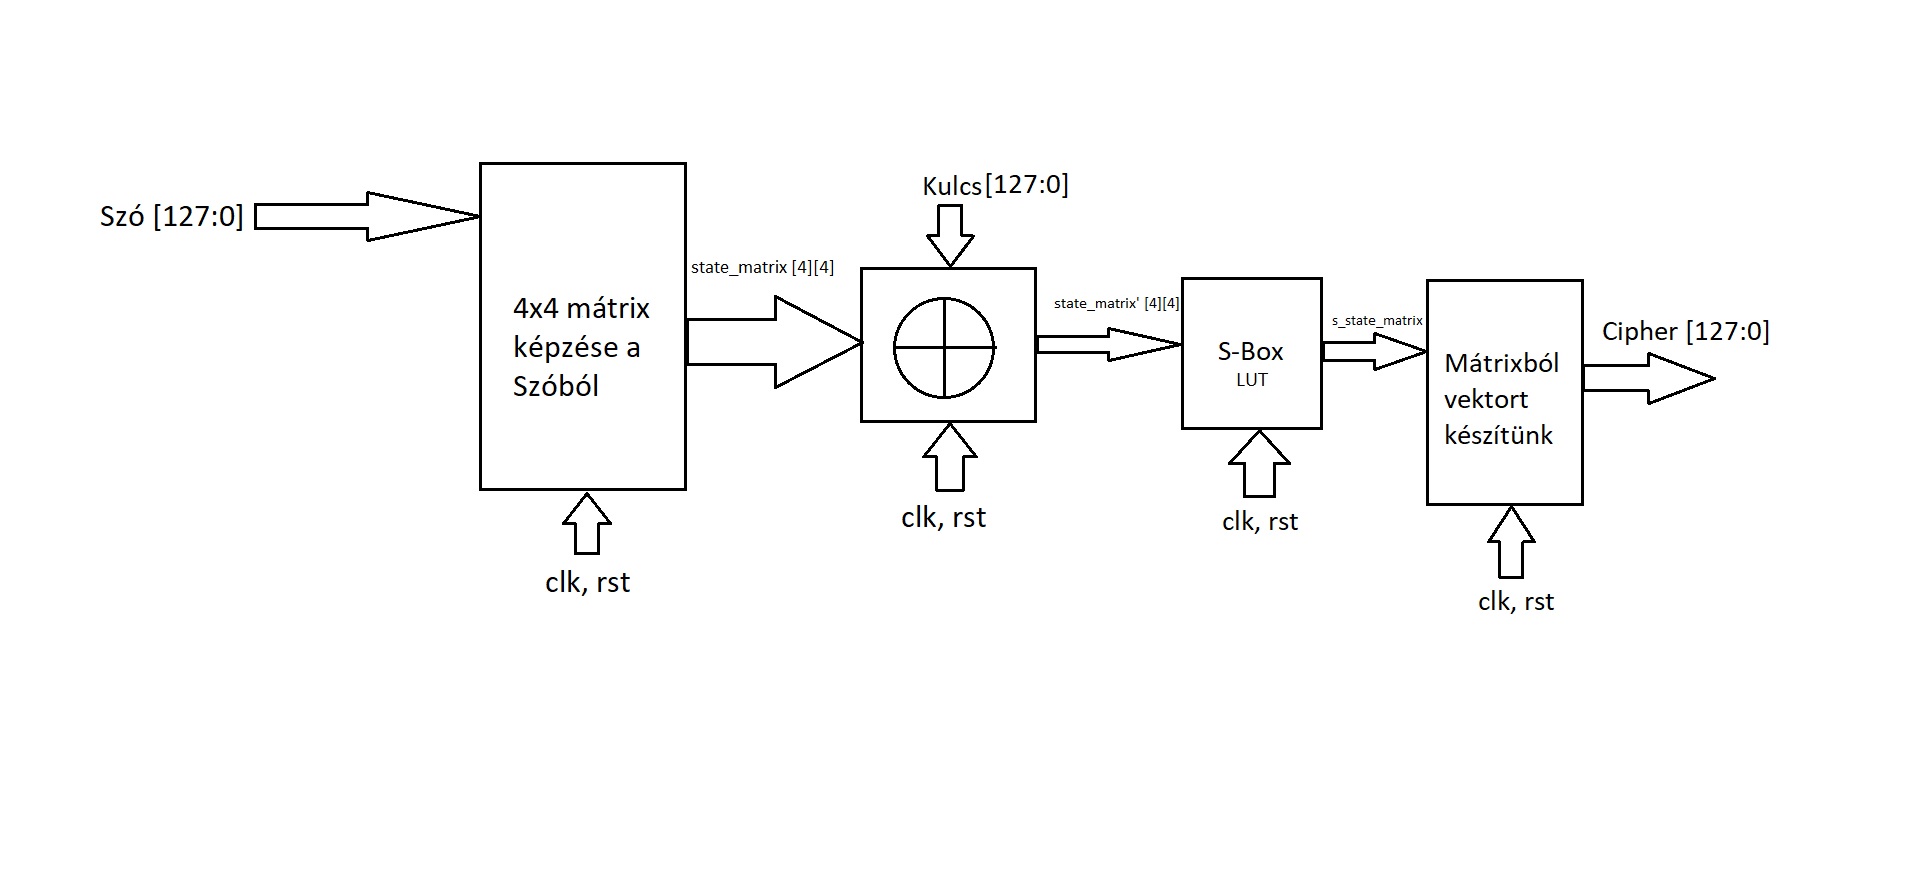 Szó [127:0]
4x4 mátrix
képzése a
Szóból
clk, rst
state_matrix [4][4]
Kulcs[127:0]
clk, rst
state_matrix' [4][4]
S-Box
LUT
clk, rst
s_state_matrix
Mátrixból
vektort
készítünk
clk, rst
Cipher [127:0]